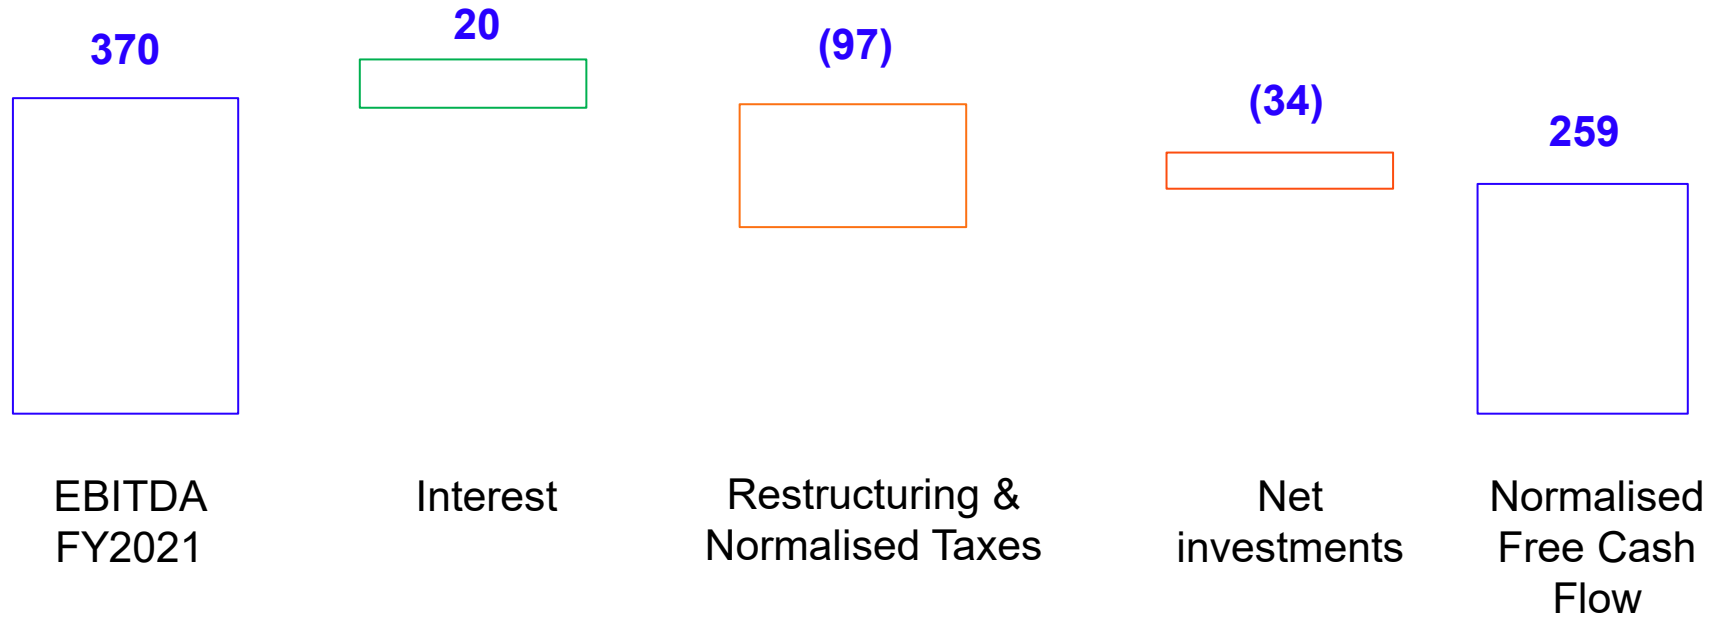 370
20
(97)
(34)
259
EBITDA
FY2021
Interest
Restructuring &
Normalised Taxes
Net
investments
Normalised
Free Cash
Flow